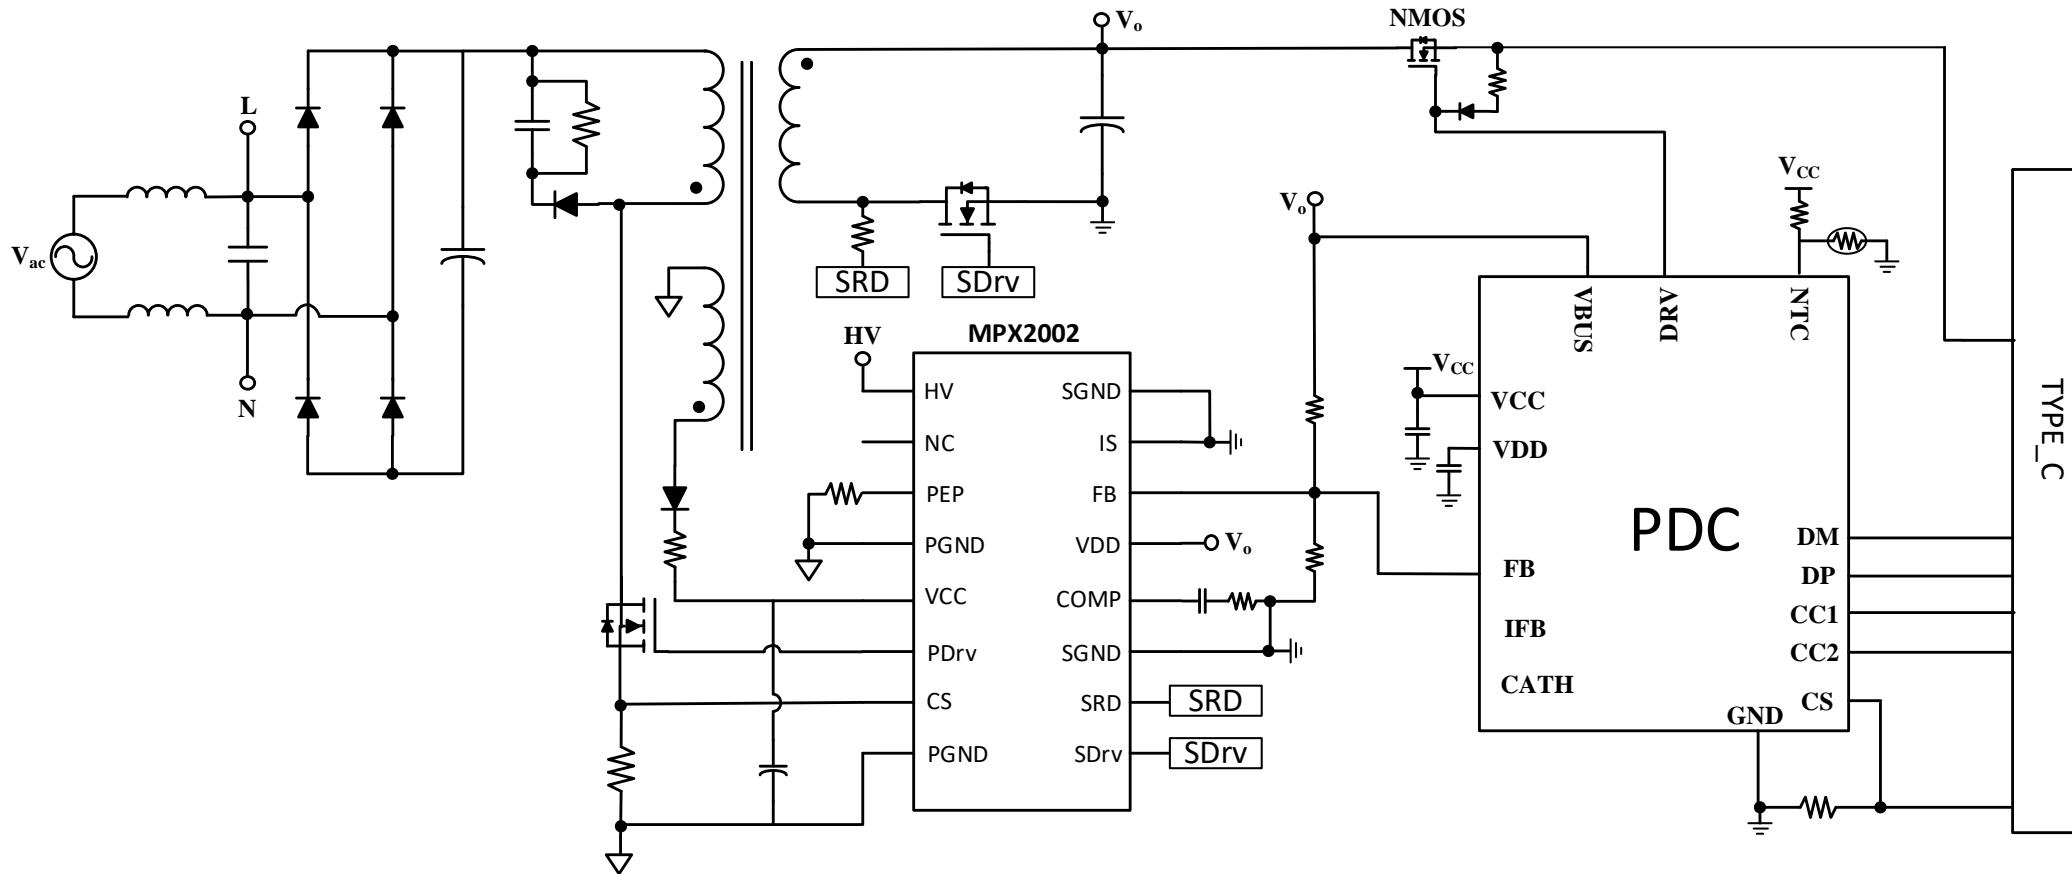 Vo
NMOS
L
VCC
Vo
Vac
SRD
SDrv
N
HV
MPX2002
HV
NC
PEP
PGND
VCC
PDrv
CS
PGND
SGND
IS
FB
VDD
Vo
COMP
SGND
SRD
SRD
SDrv
SDrv
VBUS
DRV
NTC
VCC
VCC
VDD
PDC
FB
IFB
CATH
GND
DM
DP
CC1
CC2
CS
TYPE_C